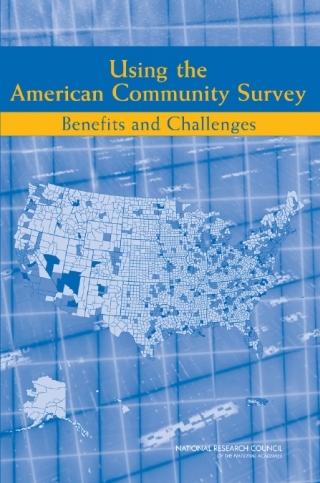 Using the
American Community Survey
Benefits and Challenges
NATIONAL RESEARCH COUNCIL
OF THE NATIONAL ACADEMIES